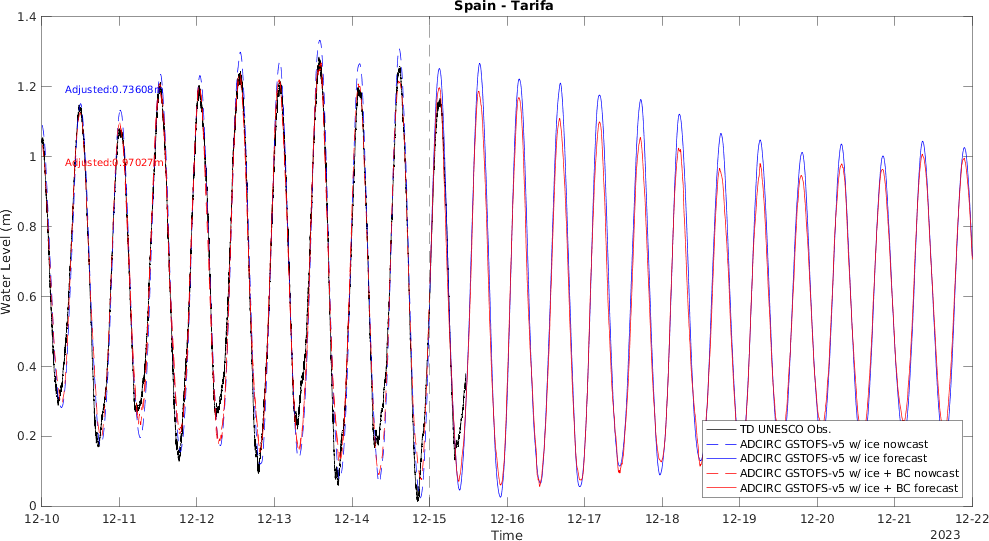 Spain - Tarifa
1.4
1.2
1
0.8
0.6
0.4
0.2
0
Water Level (m)
Adjusted:0.73608m
Adjusted:0.97027m
TD UNESCO Obs.
ADCIRC GSTOFS-v5 w/ ice nowcast
ADCIRC GSTOFS-v5 w/ ice forecast
ADCIRC GSTOFS-v5 w/ ice + BC nowcast
ADCIRC GSTOFS-v5 w/ ice + BC forecast
12-10 12-11 12-12 12-13 12-14 12-15 12-16 12-17 12-18 12-19 12-20 12-21 12-22
Time
2023